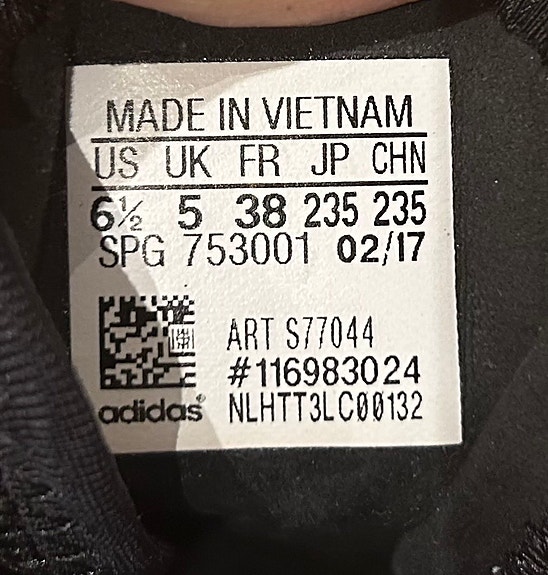 MADE IN VIETNAM
US UK FR JP CHN
6½ 5 38 235 235
SPG 753001 02/17
ART S77044
#116983024
adidas® NLHTT3LC00132